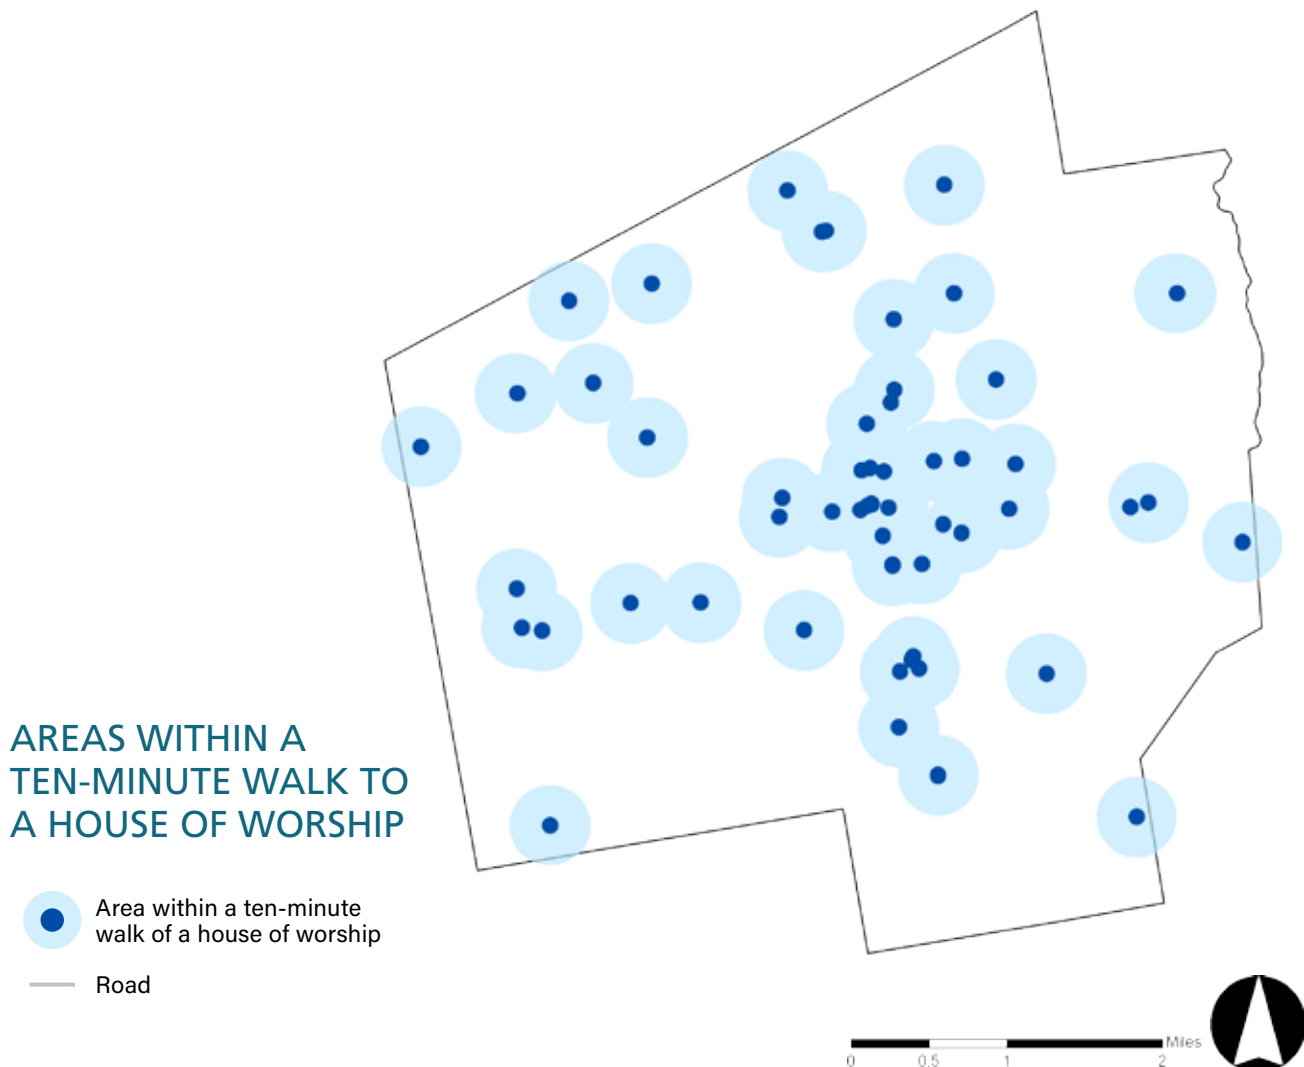 AREAS WITHIN A
TEN-MINUTE WALK TO
A HOUSE OF WORSHIP
Area within a ten-minute
walk of a house of worship
Road
Miles
0 0.5 1 2